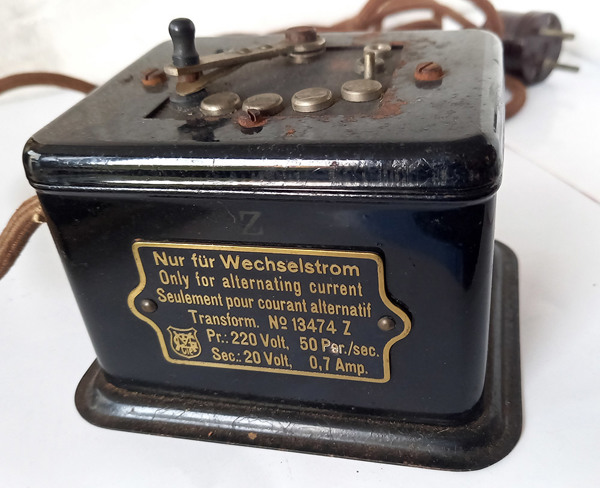 Z
Nur für Wechselstrom
Only for alternating current
Seulement pour courant alternatif
Transform. No 13474 Z
Pr.: 220 Volt, 50 Per./sec.
Sec.: 20 Volt, 0,7 Amp.